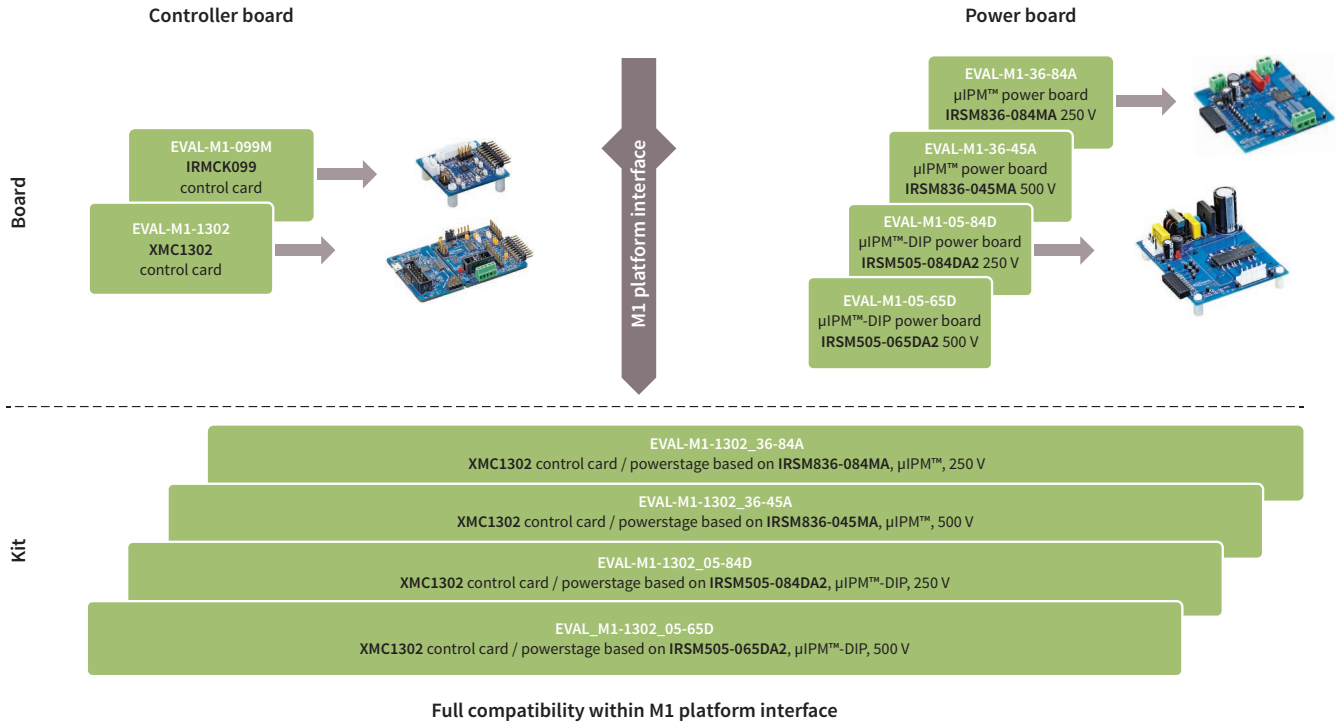 Controller board
Power board
Board
EVAL-M1-099M
IRMCK099
control card
EVAL-M1-1302
XMC1302
control card
M1 platform interface
EVAL-M1-36-84A
µIPM™ power board
IRSM836-084MA 250 V
EVAL-M1-36-45A
µIPM™ power board
IRSM836-045MA 500 V
EVAL-M1-05-84D
µIPM™-DIP power board
IRSM505-084DA2 250 V
EVAL-M1-05-65D
µIPM™-DIP power board
IRSM505-065DA2 500 V
Kit
EVAL-M1-1302_36-84A
XMC1302 control card / powerstage based on IRSM836-084MA, µIPM™, 250 V
EVAL-M1-1302_36-45A
XMC1302 control card / powerstage based on IRSM836-045MA, µIPM™, 500 V
EVAL-M1-1302_05-84D
XMC1302 control card / powerstage based on IRSM505-084DA2, µIPM™-DIP, 250 V
EVAL_M1-1302_05-65D
XMC1302 control card / powerstage based on IRSM505-065DA2, µIPM™-DIP, 500 V
Full compatibility within M1 platform interface